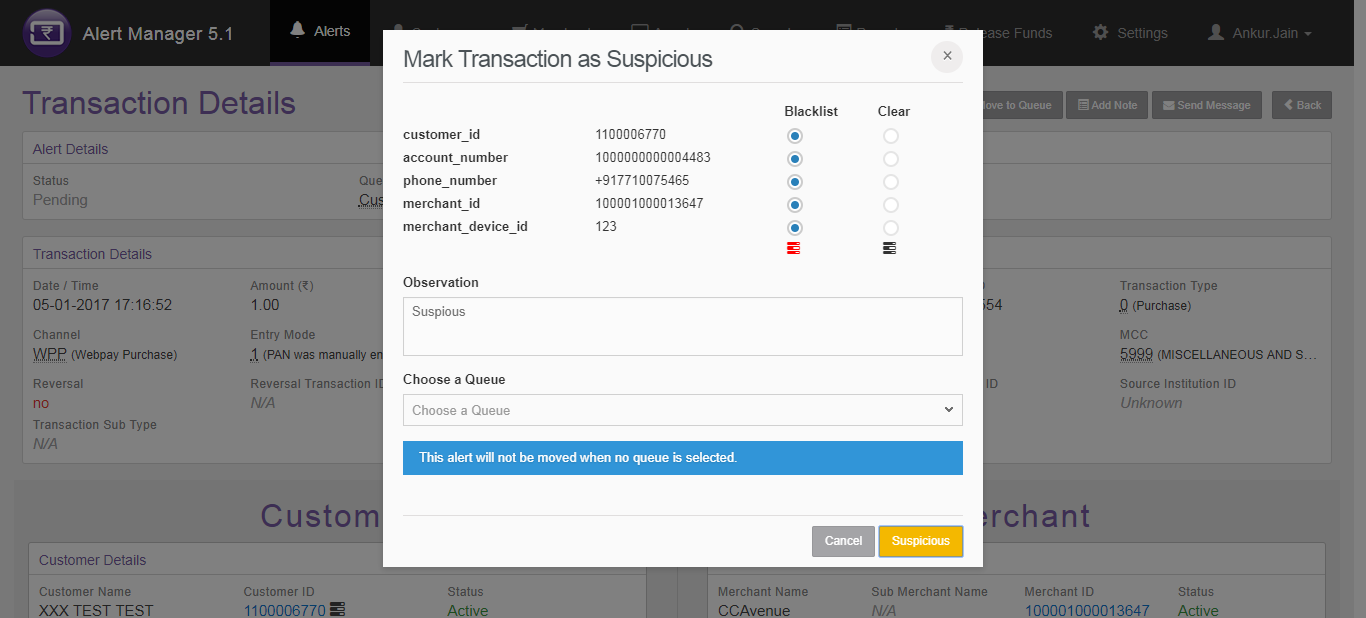 Alert Manager 5.1
Alerts
Release Funds
Settings
Ankur.Jain
Mark Transaction as Suspicious
×
Transaction Details
Move to Queue
Add Note
Send Message
Back
Blacklist Clear
customer_id 1100006770
account_number 1000000000004483
phone_number +917710075465
merchant_id 100001000013647
merchant_device_id 123
Observation
Suspious
Choose a Queue
Choose a Queue
This alert will not be moved when no queue is selected.
Cancel Suspicious
Alert Details
Status
Pending
Transaction Details
Date / Time Amount (₹)
05-01-2017 17:16:52 1.00
Channel Entry Mode
WPP (Webpay Purchase) 1 (PAN was manually en
Reversal Reversal Transaction ID
no N/A
Transaction Sub Type
N/A
554
ID
Transaction Type
0 (Purchase)
MCC
5999 (MISCELLANEOUS AND S...
Source Institution ID
Unknown
Custom
erchant
Customer Details
Customer Name Customer ID Status
XXX TEST TEST 1100006770 Active
Merchant Name Sub Merchant Name Merchant ID Status
CCAvenue N/A 100001000013647 Active